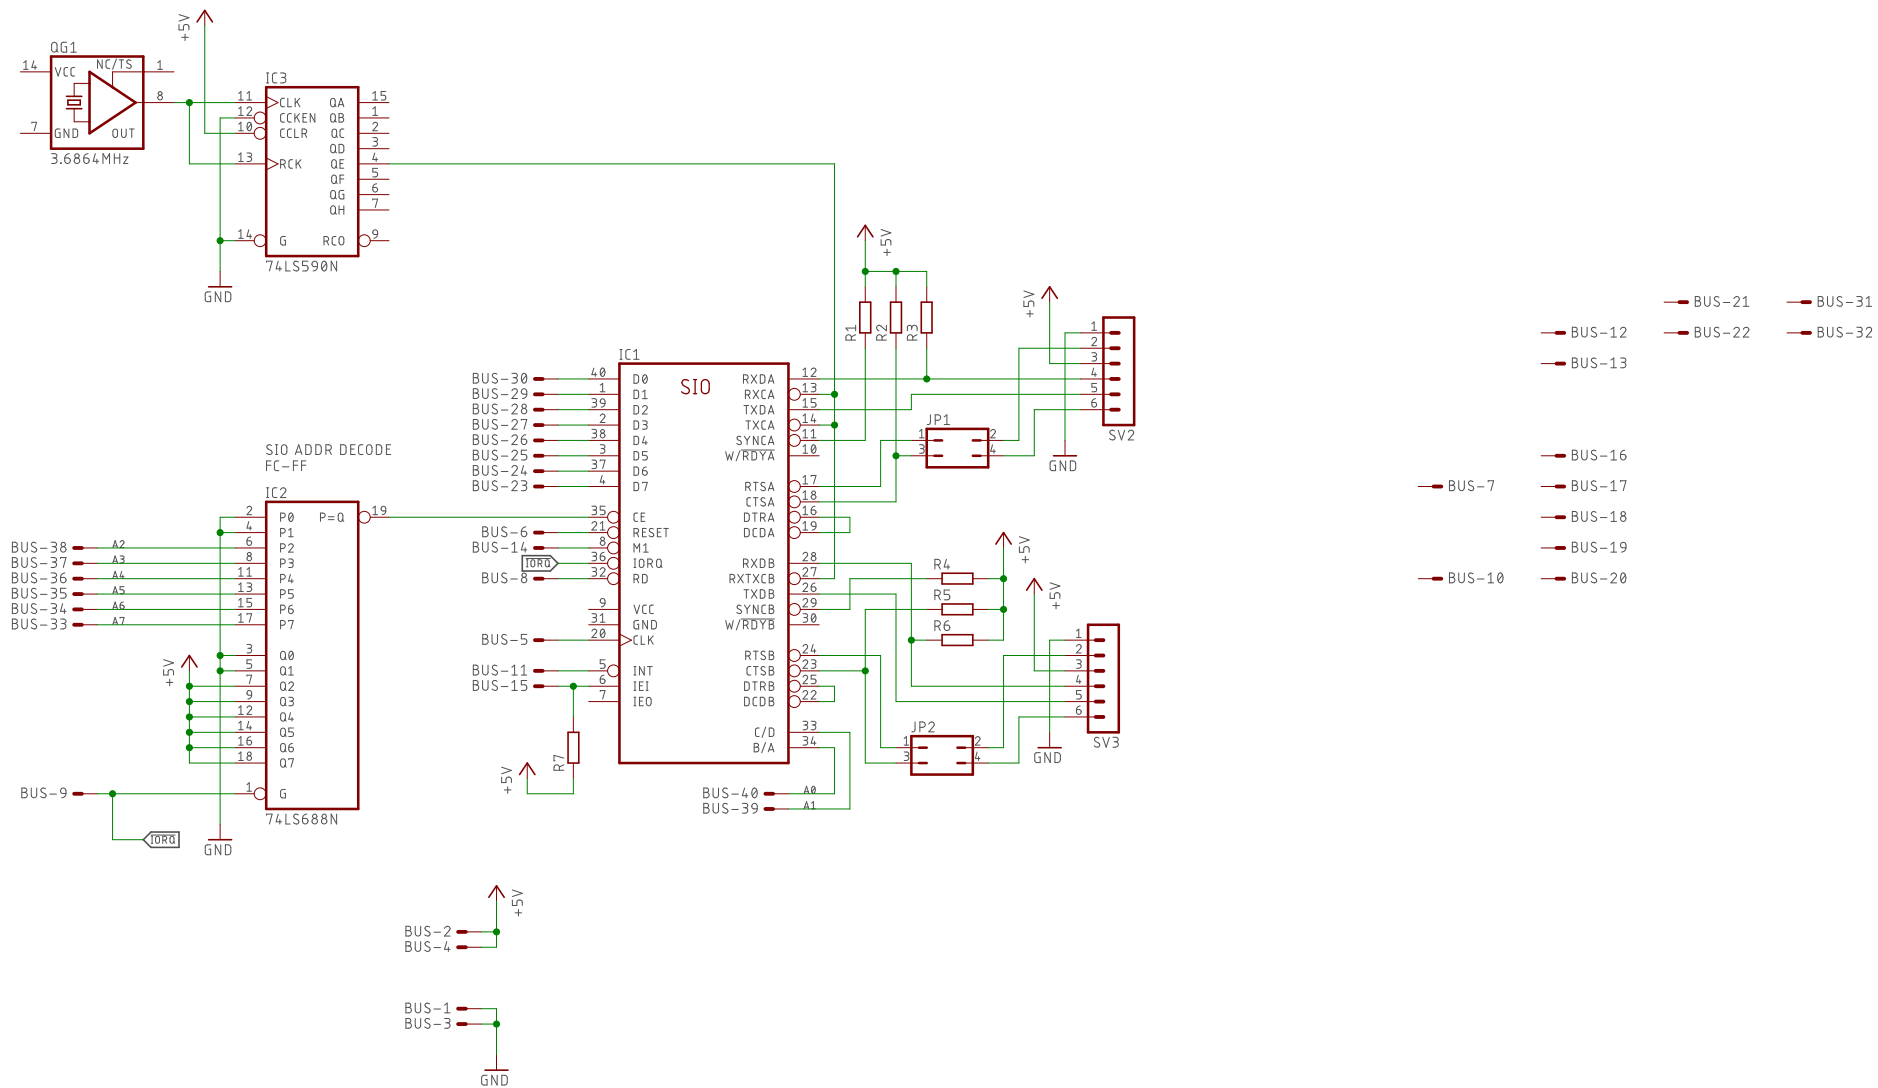 +5V
QG1
14
VCC
NC/TS
1
8
7
GND
OUT
3.6864MHz
IC3
11 CLK QA 15
12 CCKEN QB 1
10 CCLR QC 2
QD 3
13 RCK QE 4
QF 5
QG 6
QH 7
14 G RCO 9
74LS590N
GND
+5V
R1
R2
R3
+5V
1
2
3
4
5
6
SV2
GND
JP1
1 2
3 4
IC1
SIO
BUS-30 40 D0 RXDA 12
BUS-29 1 D1 RXCA 13
BUS-28 39 D2 TXDA 15
BUS-27 2 D3 TXCA 14
BUS-26 38 D4 SYNCA 11
BUS-25 3 D5 W/RDYA 10
BUS-24 37 D6
BUS-23 4 D7 RTSA 17
CTSA 18
35 CE DTRA 16
BUS-6 21 RESET DCDA 19
BUS-14 8 M1
IORQ 36 IORQ RXDB 28
BUS-8 32 RD RXTXCB 27
TXDB 26
9 VCC SYNCB 29
31 GND W/RDYB 30
BUS-5 20 CLK
RTSB 24
BUS-11 5 INT CTSB 23
BUS-15 6 IEI DTRB 25
7 IEO DCDB 22
C/D 33
B/A 34
R7
+5V
BUS-40 A0
BUS-39 A1
SIO ADDR DECODE
FC-FF
IC2
2 P0 P=Q 19
4 P1
BUS-38 A2 6 P2
BUS-37 A3 8 P3
BUS-36 A4 11 P4
BUS-35 A5 13 P5
BUS-34 A6 15 P6
BUS-33 A7 17 P7
3 Q0
+5V
5 Q1
7 Q2
9 Q3
12 Q4
14 Q5
16 Q6
18 Q7
BUS-9 1 G
74LS688N
IORQ
GND
+5V
R4
R5
R6
+5V
1
2
3
4
5
6
SV3
GND
JP2
1 2
3 4
+5V
BUS-2
BUS-4
BUS-1
BUS-3
GND
BUS-21 BUS-31
BUS-12 BUS-22 BUS-32
BUS-13
BUS-16
BUS-7 BUS-17
BUS-18
BUS-19
BUS-10 BUS-20